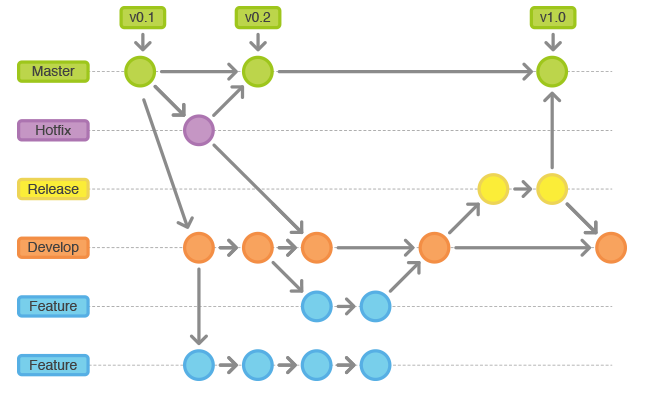 v0.1
v0.2
v1.0
Master
Hotfix
Release
Develop
Feature
Feature